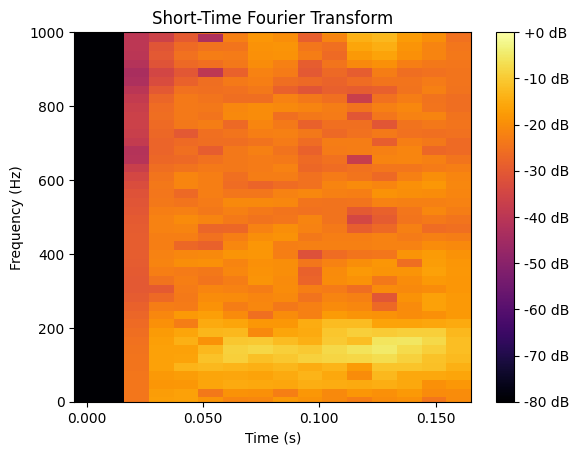 Short-Time Fourier Transform
1000
800
600
400
200
0
Frequency (Hz)
0.000
0.050
0.100
0.150
Time (s)
+0 dB
-10 dB
-20 dB
-30 dB
-40 dB
-50 dB
-60 dB
-70 dB
-80 dB